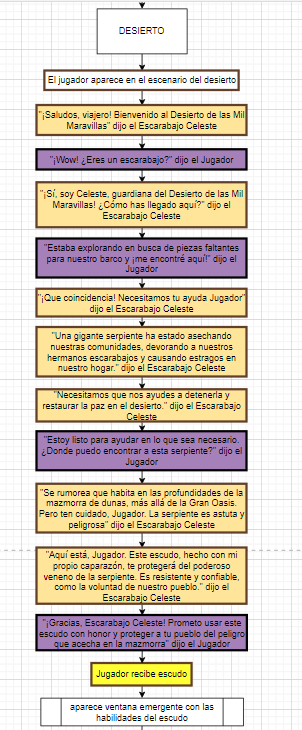 DESIERTO
El jugador aparece en el escenario del desierto
"¡Saludos, viajero! Bienvenido al Desierto de las Mil
Maravillas" dijo el Escarabajo Celeste
"¡Wow! ¿Eres un escarabajo?" dijo el Jugador
"¡Sí, soy Celeste, guardiana del Desierto de las Mil
Maravillas! ¿Cómo has llegado aquí?" dijo el
Escarabajo Celeste
"Estaba explorando en busca de piezas faltantes
para nuestro barco y ¡me encontré aquí!" dijo el
Jugador
"¡Que coincidencia! Necesitamos tu ayuda Jugador"
dijo el Escarabajo Celeste
"Una gigante serpiente ha estado asechando
nuestras comunidades, devorando a nuestros
hermanos escarabajos y causando estragos en
nuestro hogar." dijo el Escarabajo Celeste
"Necesitamos que nos ayudes a detenerla y
restaurar la paz en el desierto." dijo el Escarabajo
Celeste
"Estoy listo para ayudar en lo que sea necesario.
¿Donde puedo encontrar a esta serpiente?" dijo el
Jugador
"Se rumorea que habita en las profundidades de la
mazmorra de dunas, más allá de la Gran Oasis.
Pero ten cuidado, Jugador. La serpiente es astuta y
peligrosa" dijo el Escarabajo Celeste
"Aquí está, Jugador. Este escudo, hecho con mi
propio caparazón, te protegerá del poderoso
veneno de la serpiente. Es resistente y confiable,
como la voluntad de nuestro pueblo." dijo el
Escarabajo Celeste
"¡Gracias, Escarabajo Celeste! Prometo usar este
escudo con honor y proteger a tu pueblo del peligro
que acecha en la mazmorra" dijo el Jugador
Jugador recibe escudo
aparece ventana emergente con las
habilidades del escudo